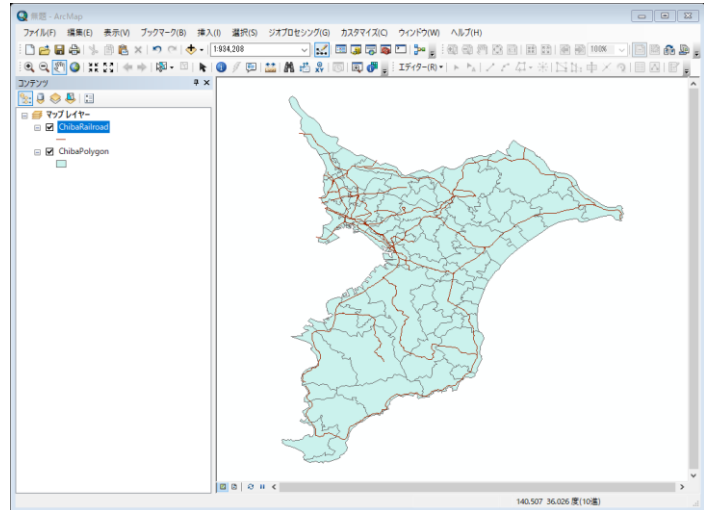 無題 - ArcMap
ファイル(F) 編集(E) 表示(V) ブックマーク(B) 挿入(I) 選択(S) ジオプロセシング(G) カスタマイズ(C) ウィンドウ(W) ヘルプ(H)
1:934,208 100%
エディター(R)
コンテンツ
マップ レイヤー
ChibaRailroad
ChibaPolygon
140.507 36.026 度(10進)